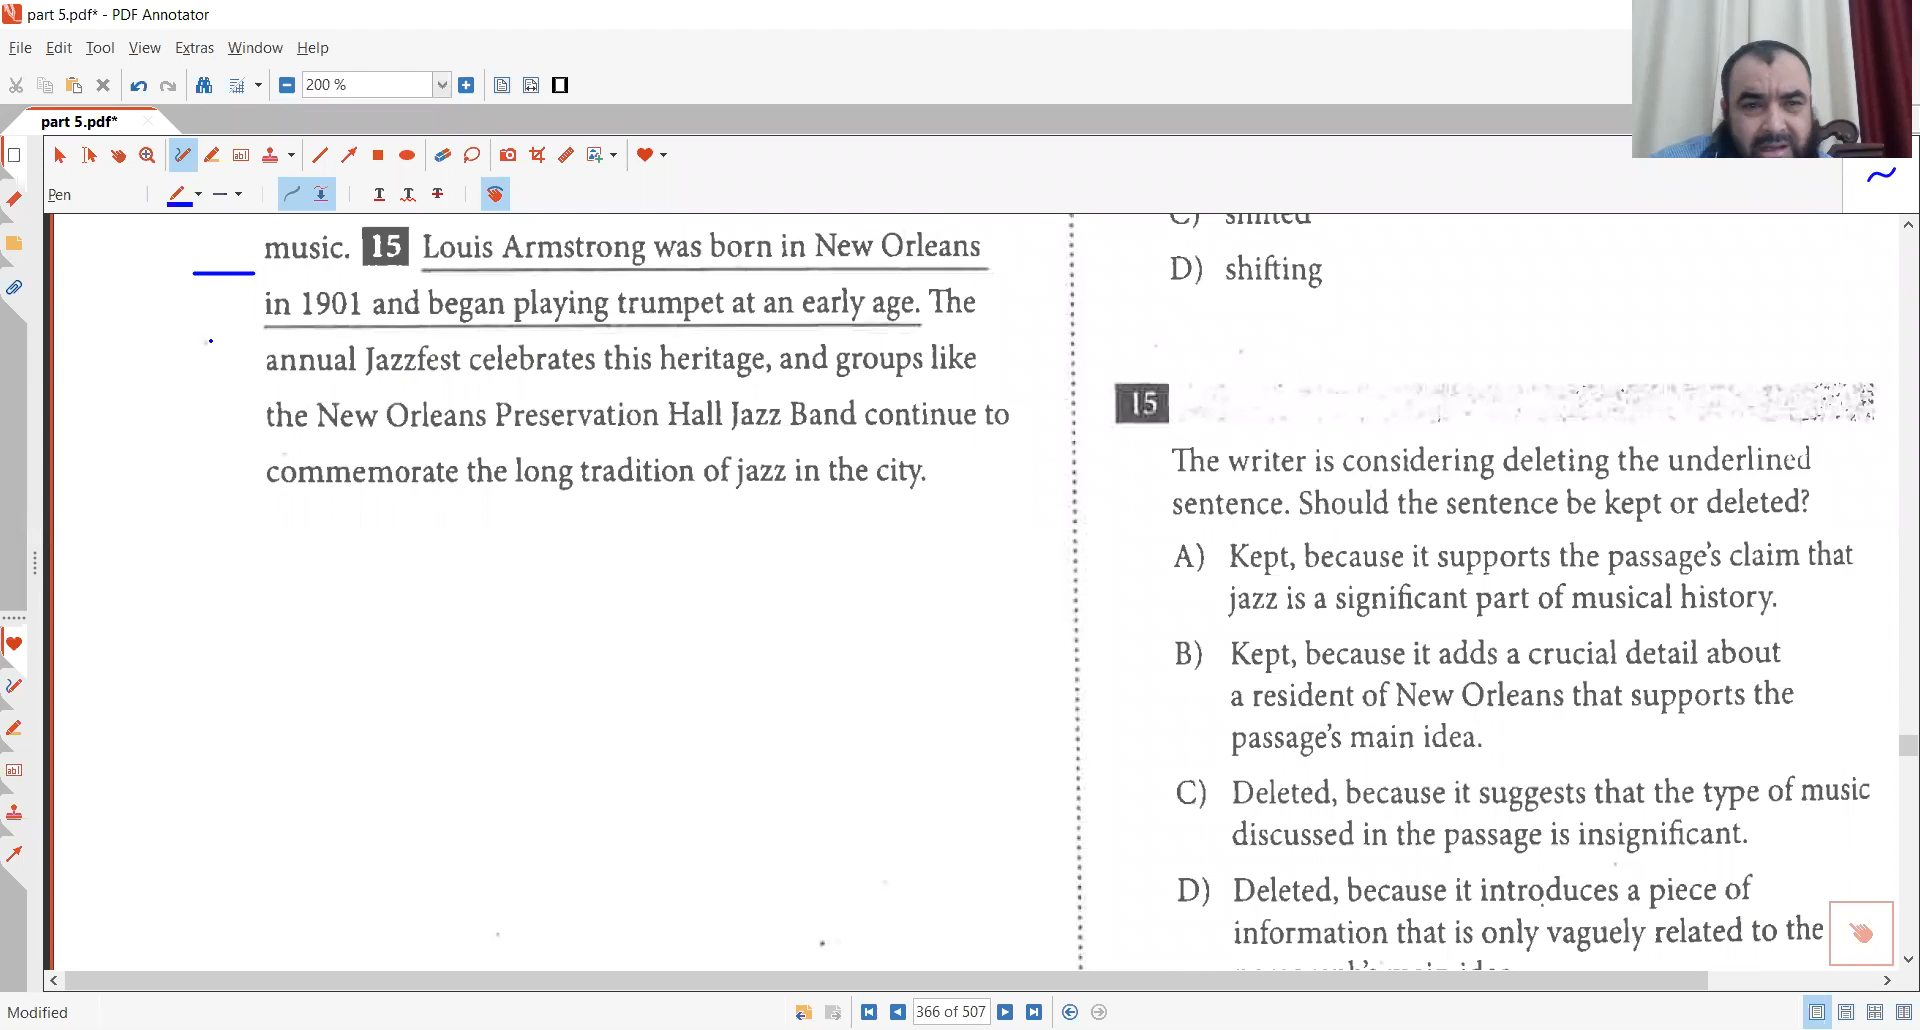 part 5.pdf* - PDF Annotator
File Edit Tool View Extras Window Help
200 %
part 5.pdf*
Pen
music. 15 Louis Armstrong was born in New Orleans
in 1901 and began playing trumpet at an early age. The
annual Jazzfest celebrates this heritage, and groups like
the New Orleans Preservation Hall Jazz Band continue to
commemorate the long tradition of jazz in the city.
C) shifted
D) shifting
15
The writer is considering deleting the underlined
sentence. Should the sentence be kept or deleted?
A) Kept, because it supports the passage's claim that
jazz is a significant part of musical history.
B) Kept, because it adds a crucial detail about
a resident of New Orleans that supports the
passage's main idea.
C) Deleted, because it suggests that the type of music
discussed in the passage is insignificant.
D) Deleted, because it introduces a piece of
information that is only vaguely related to the
Modified
366 of 507